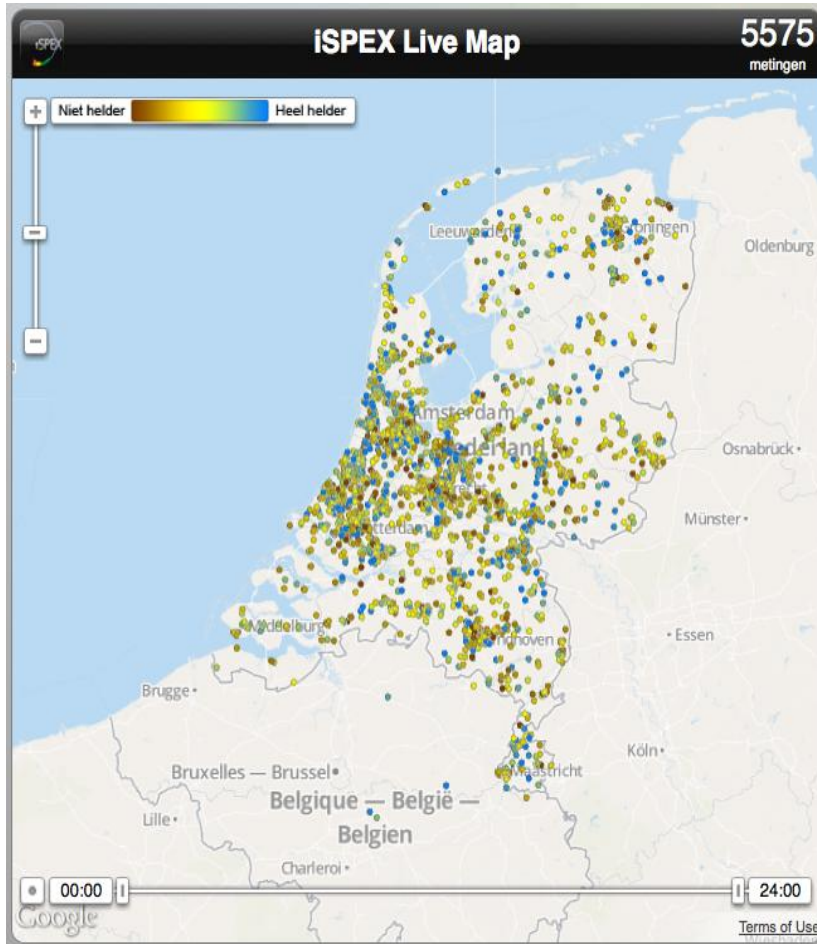 iSPEX
iSPEX Live Map
5575
metingen
Niet helder
Heel helder
Leeuwarden
Groningen
Oldenburg
Amsterdam
Nederland
Osnabrück
Münster
Middelburg
Essen
Brugge
Köln
Bruxelles — Brussel
Maastricht
Belgique — België —
Belgien
Lille
Charleroi
00:00
24:00
Google
Terms of Use